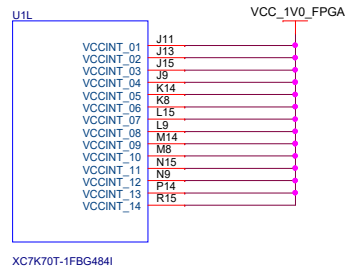 U1L
VCC_1V0_FPGA
VCCINT_01 J11
VCCINT_02 J13
VCCINT_03 J15
VCCINT_04 J9
VCCINT_05 K14
VCCINT_06 K8
VCCINT_07 L15
VCCINT_08 L9
VCCINT_09 M14
VCCINT_10 M8
VCCINT_11 N15
VCCINT_12 N9
VCCINT_13 P14
VCCINT_14 R15
XC7K70T-1FBG484I